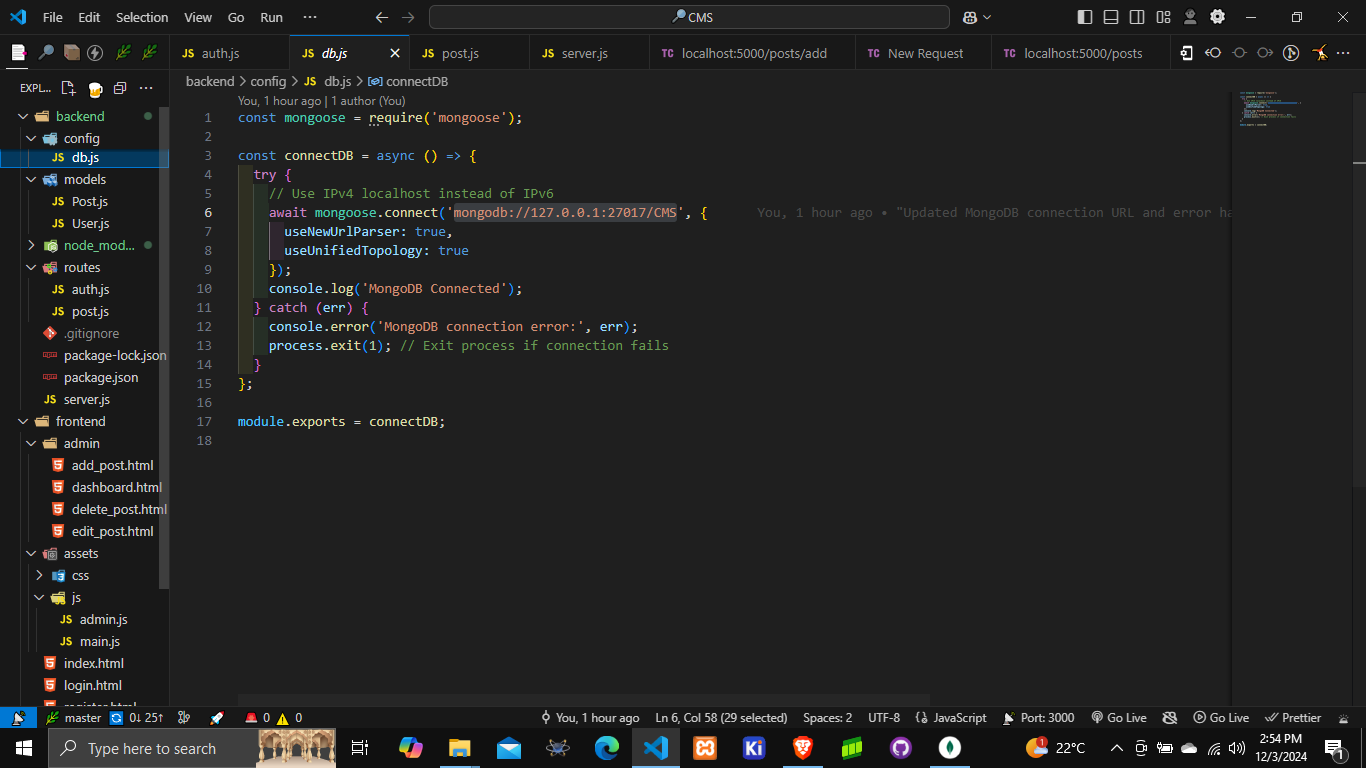 File Edit Selection View Go Run ··· CMS
auth.js db.js post.js server.js TC localhost:5000/posts/add TC New Request TC localhost:5000/posts
EXPL...
backend > config > JS db.js > connectDB
backend
config
JS db.js
models
JS Post.js
JS User.js
node_mod...
routes
JS auth.js
JS post.js
.gitignore
package-lock.json
package.json
JS server.js
frontend
admin
add_post.html
dashboard.html
delete_post.html
edit_post.html
assets
css
js
JS admin.js
JS main.js
index.html
login.html
You, 1 hour ago | 1 author (You)
1 const mongoose = require('mongoose');
2
3 const connectDB = async () => {
4 try {
5 // Use IPv4 localhost instead of IPv6
6 await mongoose.connect('mongodb://127.0.0.1:27017/CMS', { You, 1 hour ago • "Updated MongoDB connection URL and error ha
7 useNewUrlParser: true,
8 useUnifiedTopology: true
9 });
10 console.log('MongoDB Connected');
11 } catch (err) {
12 console.error('MongoDB connection error:', err);
13 process.exit(1); // Exit process if connection fails
14 }
15 };
16
17 module.exports = connectDB;
18
master 0↓ 25↑ 0 0 You, 1 hour ago Ln 6, Col 58 (29 selected) Spaces: 2 UTF-8 {} JavaScript Port: 3000 Go Live Go Live Prettier
Type here to search Ki 1 22°C 2:54 PM
12/3/2024 1